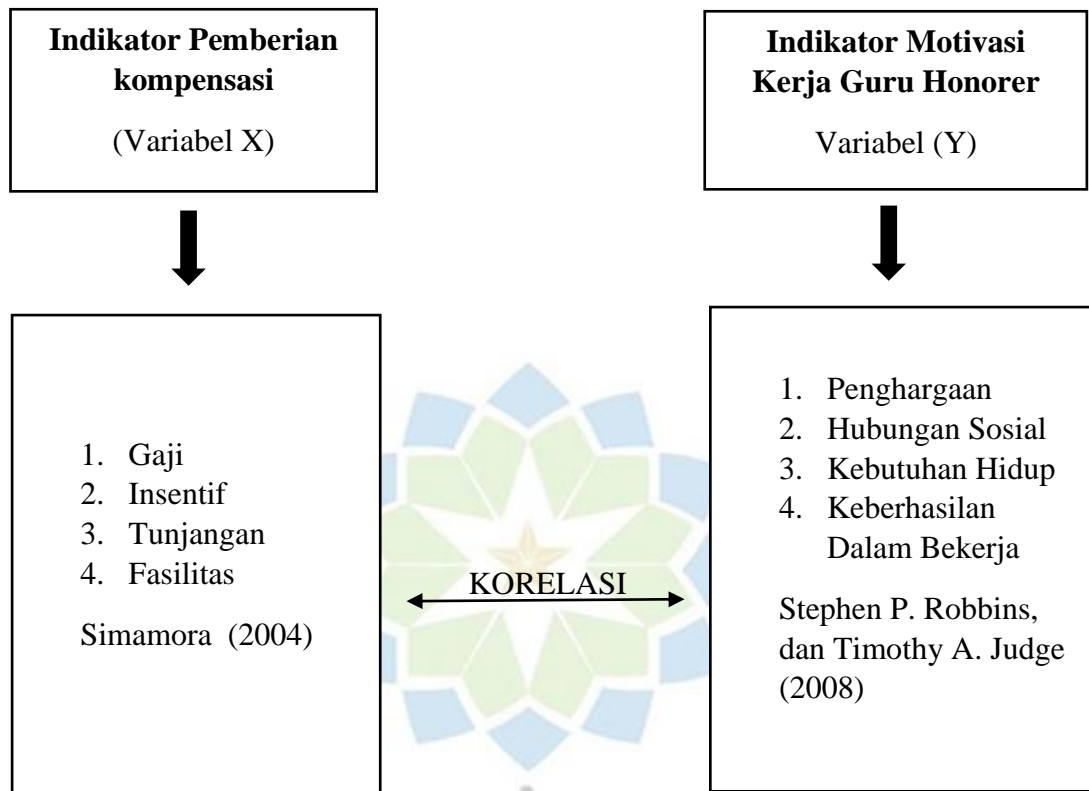 Indikator Pemberian
kompensasi
(Variabel X)
Indikator Motivasi
Kerja Guru Honorer
Variabel (Y)
1. Gaji
2. Insentif
3. Tunjangan
4. Fasilitas
Simamora (2004)
KORELASI
1. Penghargaan
2. Hubungan Sosial
3. Kebutuhan Hidup
4. Keberhasilan
Dalam Bekerja
Stephen P. Robbins,
dan Timothy A. Judge
(2008)